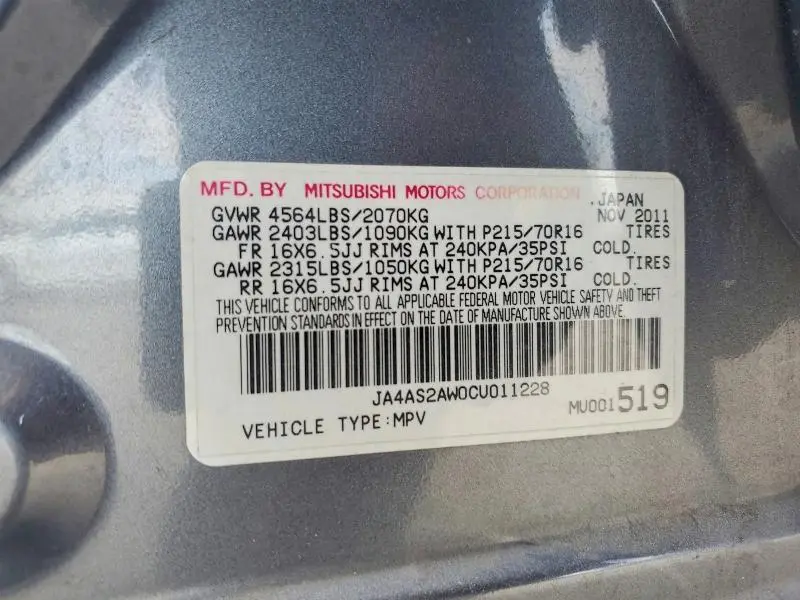 MFD. BY MITSUBISHI MOTORS CORPORATION .JAPAN
GVWR 4564LBS/2070KG NOV 2011
GAWR 2403LBS/1090KG WITH P215/70R16 TIRES
FR 16X6.5JJ RIMS AT 240KPA/35PSI COLD.
GAWR 2315LBS/1050KG WITH P215/70R16 TIRES
RR 16X6.5JJ RIMS AT 240KPA/35PSI COLD.
THIS VEHICLE CONFORMS TO ALL APPLICABLE FEDERAL MOTOR VEHICLE SAFETY AND THEFT
PREVENTION STANDARDS IN EFFECT ON THE DATE OF MANUFACTURE SHOWN ABOVE.
JA4AS2AW0CU011228
VEHICLE TYPE:MPV MU001519